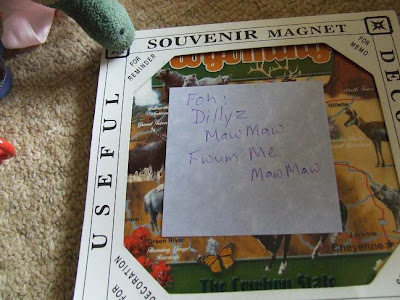 SOUVENIR MAGNET
FOR REMINDER
FOR MEMO
USEFUL
DECO
Wyoming
Foh:
Dillyz
MawMaw
Fwum Me
MawMaw
Green River
Cheyenne
The Cowboy State
FOR DECORATION